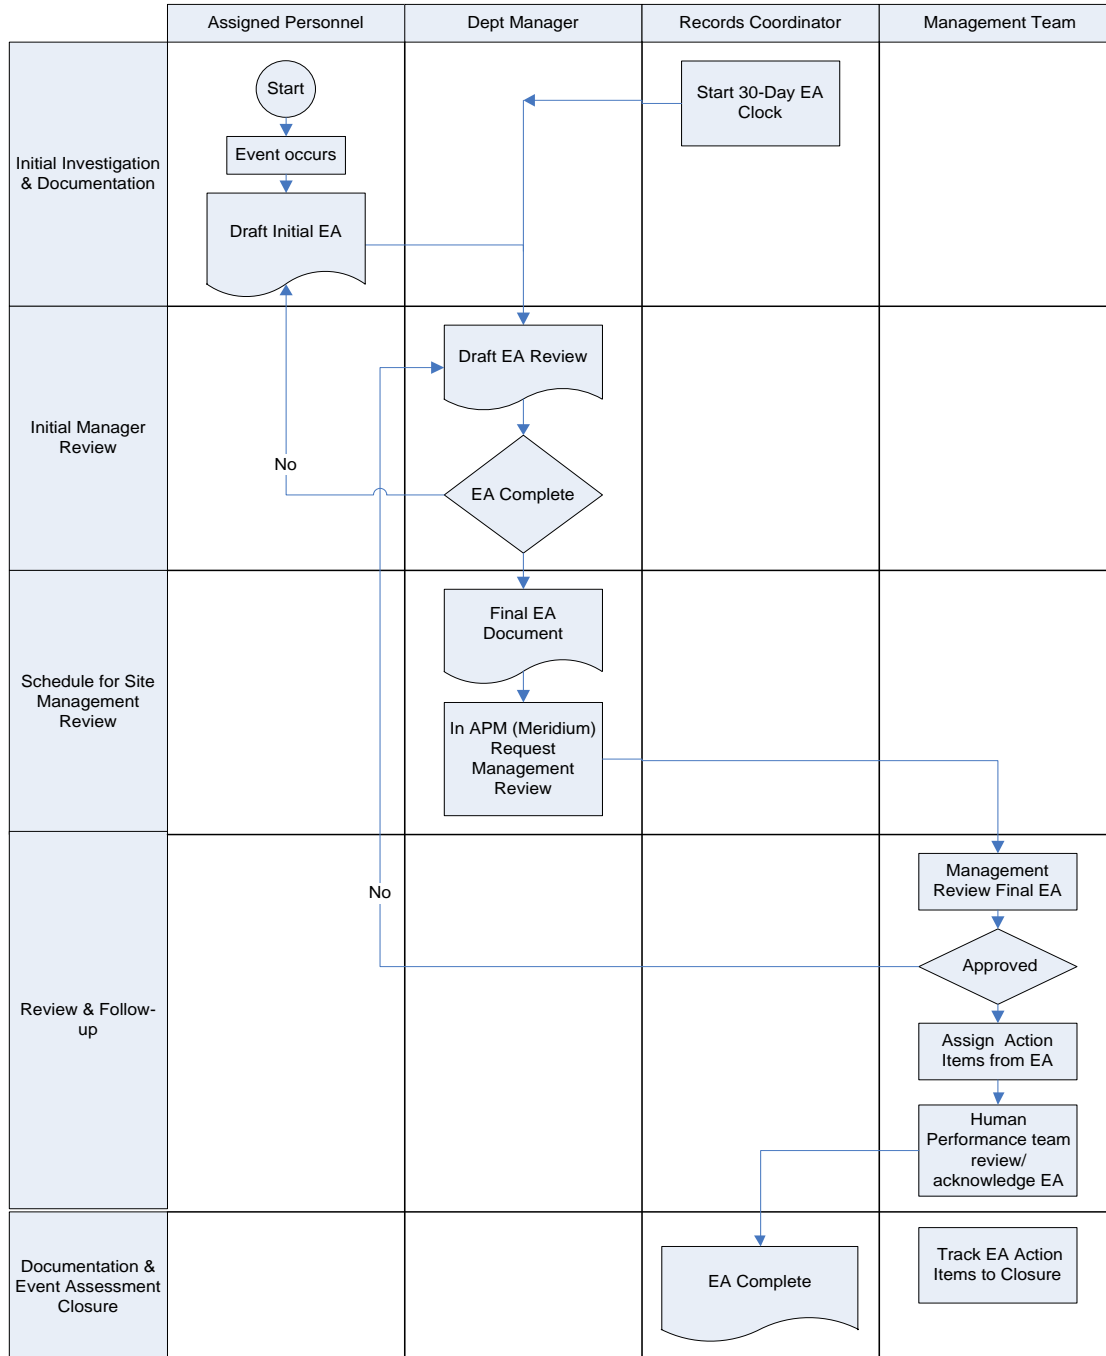 Assigned Personnel
Dept Manager
Records Coordinator
Management Team
Initial Investigation
& Documentation
Start
Event occurs
Draft Initial EA
Start 30-Day EA
Clock
Initial Manager
Review
Draft EA Review
No
EA Complete
Schedule for Site
Management
Review
Final EA
Document
In APM (Meridium)
Request
Management
Review
Review & Follow-
up
No
Management
Review Final EA
Approved
Assign  Action
Items from EA
Human
Performance team
review/
acknowledge EA
Documentation &
Event Assessment
Closure
EA Complete
Track EA Action
Items to Closure